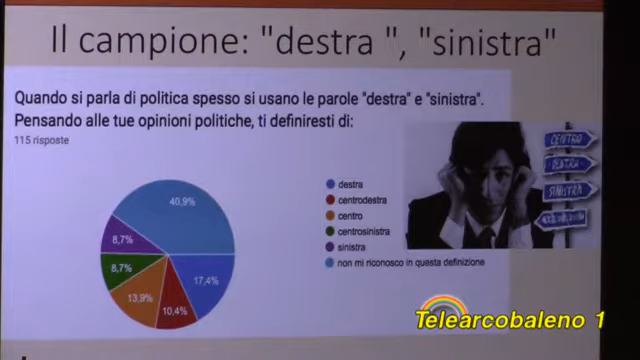 Il campione: "destra ", "sinistra"
Quando si parla di politica spesso si usano le parole "destra" e "sinistra".
Pensando alle tue opinioni politiche, ti definiresti di:
115 risposte
40,9%
8,7%
8,7%
13,9%
10,4%
17,4%
destra
centrodestra
centro
centrosinistra
sinistra
non mi riconosco in questa definizione
CENTRO
DESTRA
SINISTRA
Telearcobaleno 1